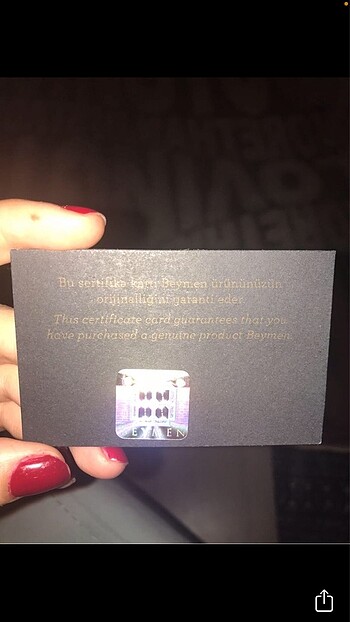 Bu sertifika kartı Beymen ürününüzün
orijinalliğini garanti eder.
This certificate card guarantees that you
have purchased a genuine product Beymen.
BEYMEN